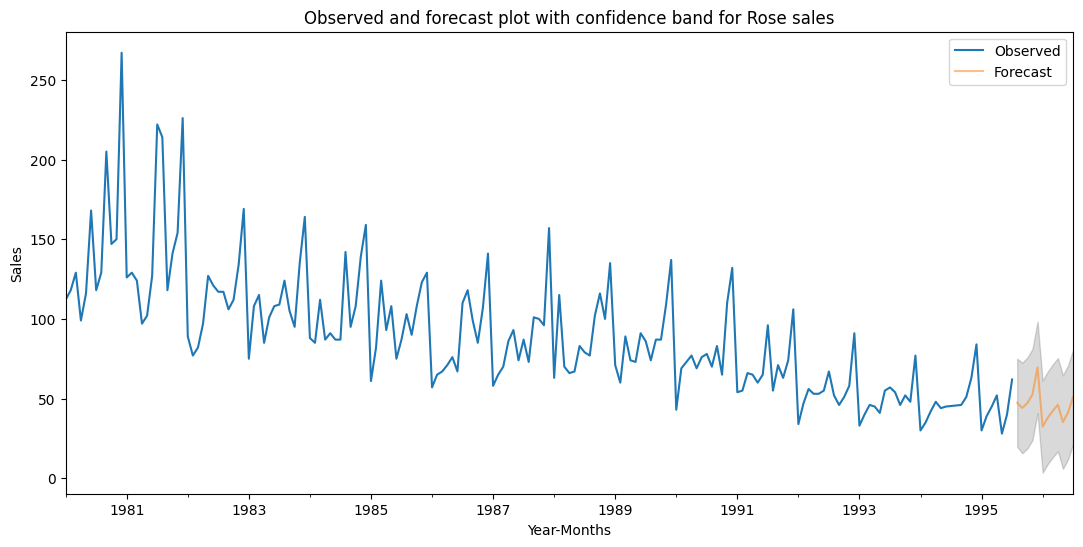 Observed and forecast plot with confidence band for Rose sales
Observed
Forecast
Sales
250
200
150
100
50
0
1981 1983 1985 1987 1989 1991 1993 1995
Year-Months